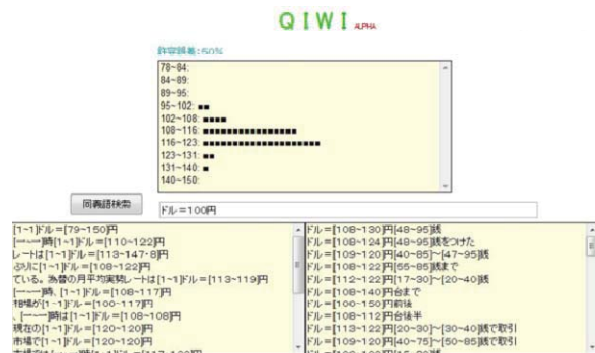 QIWI ALPHA
許容誤差:50%
78~84:
84~89:
89~95:
95~102: ■■
102~108: ■■■■
108~116: ■■■■■■■■■■■■■■■■
116~123: ■■■■■■■■■■■■■■■■■■■■
123~131: ■■
131~140: ■
140~150:
同義語検索
ドル=100円
[1~1]ドル=[79~150]円
[-~-]時[1~1]ドル=[110~122]円
レートは[1~1]ドル=[113~147·8]円
ぶりに[1~1]ドル=[108~122]円
ている。為替の月平均実勢レートは[1~1]ドル=[113~119]円
[-~-]時、[1~1]ドル=[108~117]円
相場が[1~1]ドル=[100~117]円
、[-~-]時は[1~1]ドル=[108~108]円
現在の[1~1]ドル=[120~120]円
市場で[1~1]ドル=[120~120]円
ドル=[108~130]円[48~95]銭
ドル=[108~124]円[48~95]銭をつけた
ドル=[109~120]円[40~85]~[47~95]銭
ドル=[108~122]円[55~85]銭まで
ドル=[112~122]円[17~30]~[20~40]銭
ドル=[108~140]円台まで
ドル=[100~150]円前後
ドル=[108~112]円台後半
ドル=[113~122]円[20~30]~[30~40]銭で取引
ドル=[109~120]円[40~75]~[50~85]銭で取引